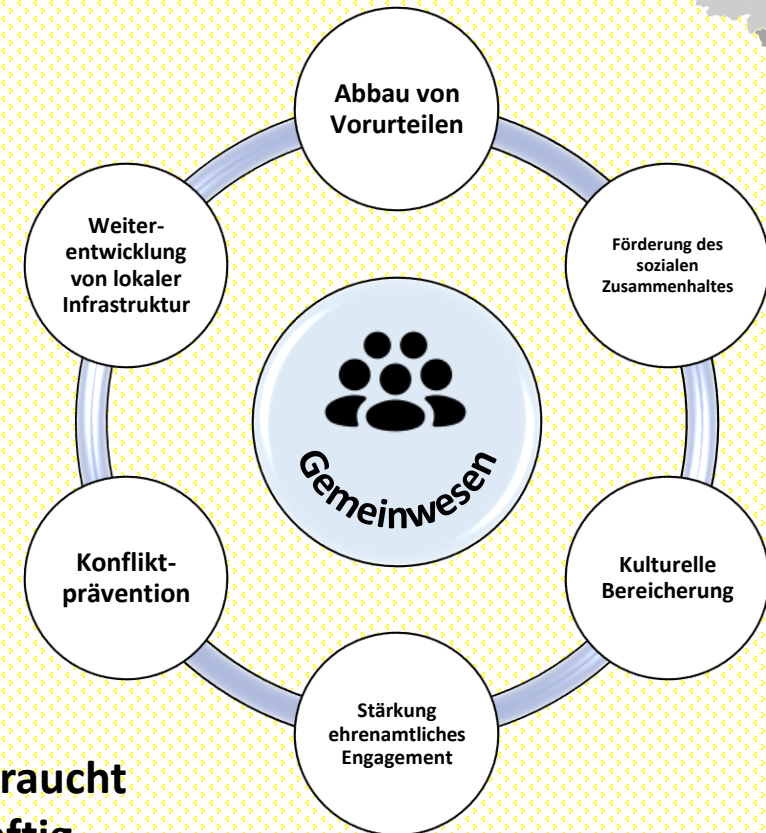 Abbau von
Vorurteilen
Förderung des
sozialen
Zusammenhaltes
Kulturelle
Bereicherung
Stärkung
ehrenamtliches
Engagement
Konflikt-
prävention
Weiter-
entwicklung
von lokaler
Infrastruktur
Gemeinwesen